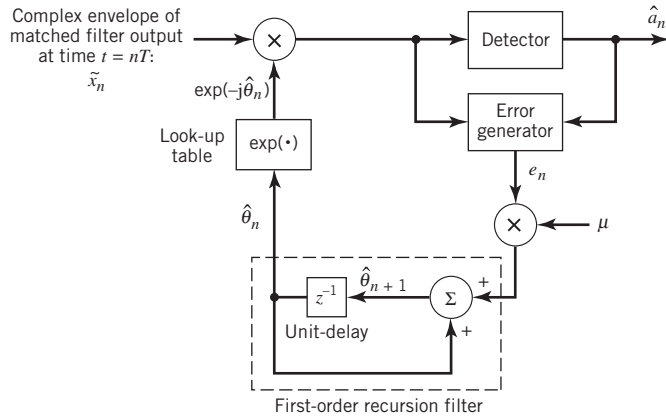 Complex envelope of
matched filter output
at time t = nT:
x̃ₙ
×
Detector
âₙ
exp(–jθ̂ₙ)
Error
generator
Look-up
table
exp(•)
eₙ
θ̂ₙ
×
μ
θ̂ₙ ₊ ₁
+
z⁻¹
Σ
Unit-delay
+
First-order recursion filter